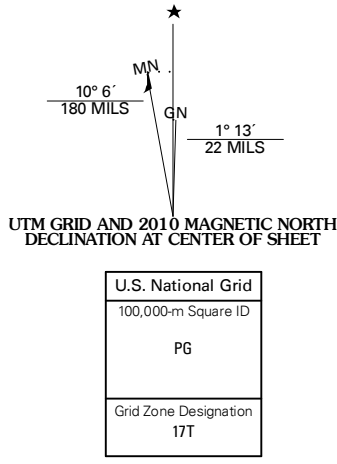 MN
10° 6´
180 MILS
GN
1° 13´
22 MILS
UTM GRID AND 2010 MAGNETIC NORTH
DECLINATION AT CENTER OF SHEET
U.S. National Grid
100,000-m Square ID
PG
Grid Zone Designation
17T